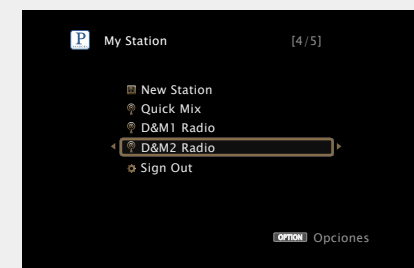 P My Station [4/5]
New Station
Quick Mix
D&M1 Radio
D&M2 Radio
Sign Out
OPTION Opciones